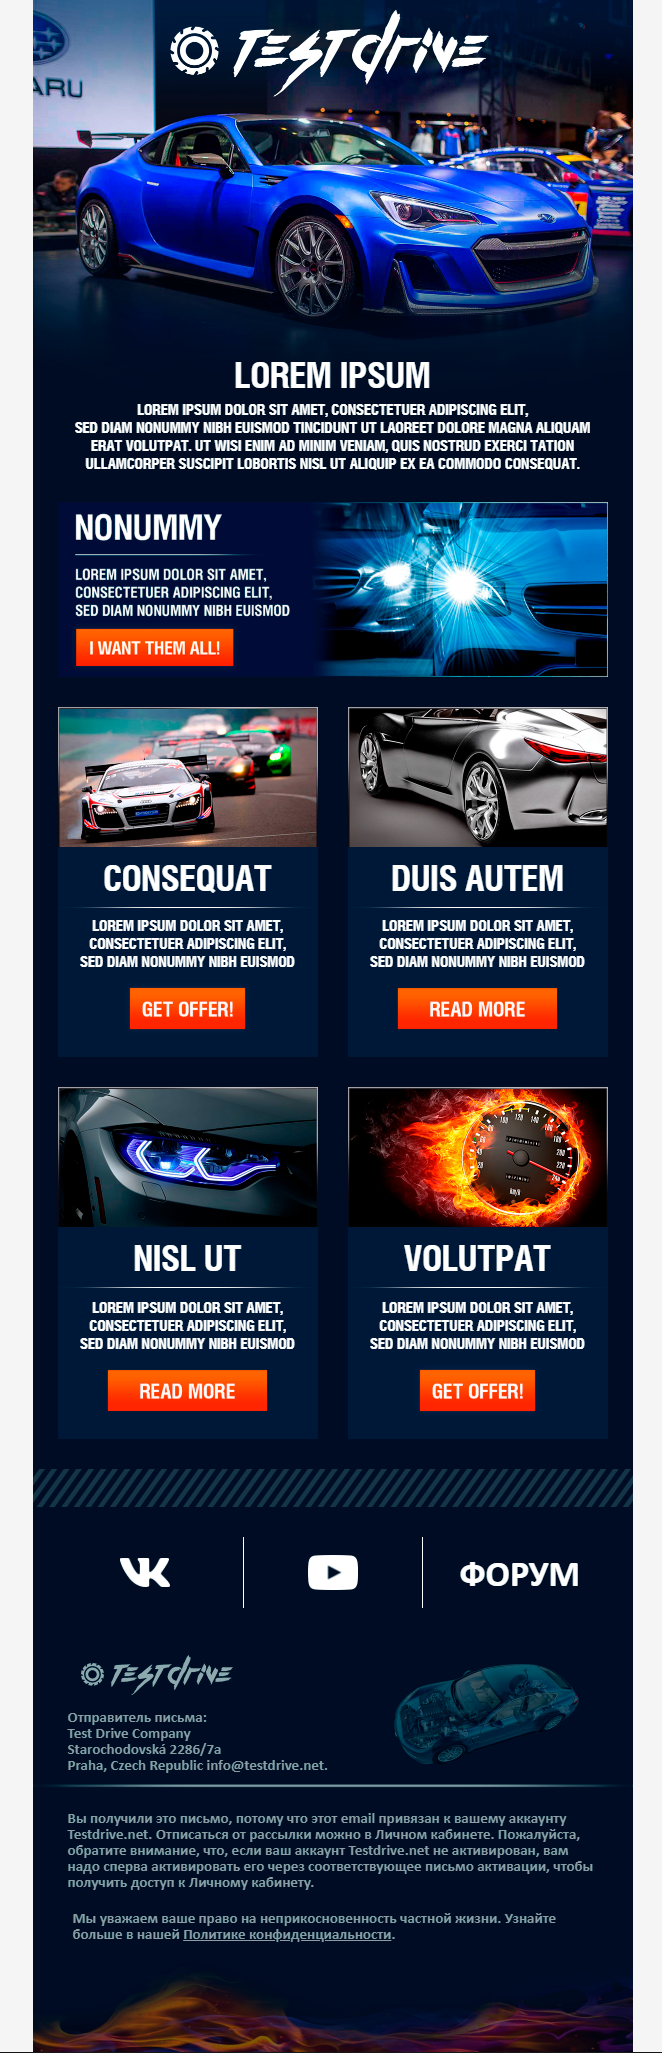 ARU
TESTDRIVE
LOREM IPSUM
LOREM IPSUM DOLOR SIT AMET, CONSECTETUER ADIPISCING ELIT,
SED DIAM NONUMMY NIBH EUISMOD TINCIDUNT UT LAOREET DOLORE MAGNA ALIQUAM
ERAT VOLUTPAT. UT WISI ENIM AD MINIM VENIAM, QUIS NOSTRUD EXERCI TATION
ULLAMCORPER SUSCIPIT LOBORTIS NISL UT ALIQUIP EX EA COMMODO CONSEQUAT.
NONUMMY
LOREM IPSUM DOLOR SIT AMET,
CONSECTETUER ADIPISCING ELIT,
SED DIAM NONUMMY NIBH EUISMOD
I WANT THEM ALL!
CONSEQUAT
LOREM IPSUM DOLOR SIT AMET,
CONSECTETUER ADIPISCING ELIT,
SED DIAM NONUMMY NIBH EUISMOD
GET OFFER!
DUIS AUTEM
LOREM IPSUM DOLOR SIT AMET,
CONSECTETUER ADIPISCING ELIT,
SED DIAM NONUMMY NIBH EUISMOD
READ MORE
NISL UT
LOREM IPSUM DOLOR SIT AMET,
CONSECTETUER ADIPISCING ELIT,
SED DIAM NONUMMY NIBH EUISMOD
READ MORE
km/h
VOLUTPAT
LOREM IPSUM DOLOR SIT AMET,
CONSECTETUER ADIPISCING ELIT,
SED DIAM NONUMMY NIBH EUISMOD
GET OFFER!
ФОРУМ
TESTDRIVE
Отправитель письма:
Test Drive Company
Starochodovská 2286/7a
Praha, Czech Republic info@testdrive.net.
Вы получили это письмо, потому что этот email привязан к вашему аккаунту
Testdrive.net. Отписаться от рассылки можно в Личном кабинете. Пожалуйста,
обратите внимание, что, если ваш аккаунт Testdrive.net не активирован, вам
надо сперва активировать его через соответствующее письмо активации, чтобы
получить доступ к Личному кабинету.
Мы уважаем ваше право на неприкосновенность частной жизни. Узнайте
больше в нашей Политике конфиденциальности.